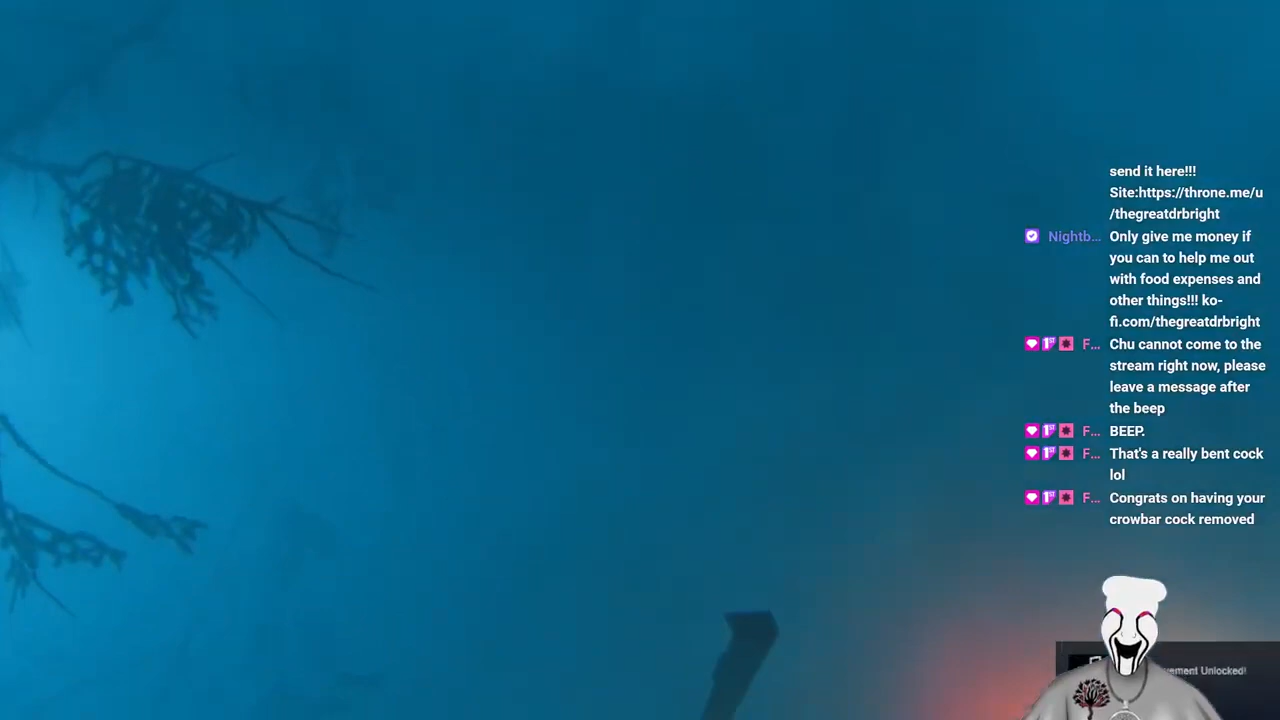 send it here!!!
Site:https://throne.me/u
/thegreatdrbright
Nightb... Only give me money if
you can to help me out
with food expenses and
other things!!! ko-
fi.com/thegreatdrbright
F... Chu cannot come to the
stream right now, please
leave a message after
the beep
F... BEEP.
F... That's a really bent cock
lol
F... Congrats on having your
crowbar cock removed
Unlocked!